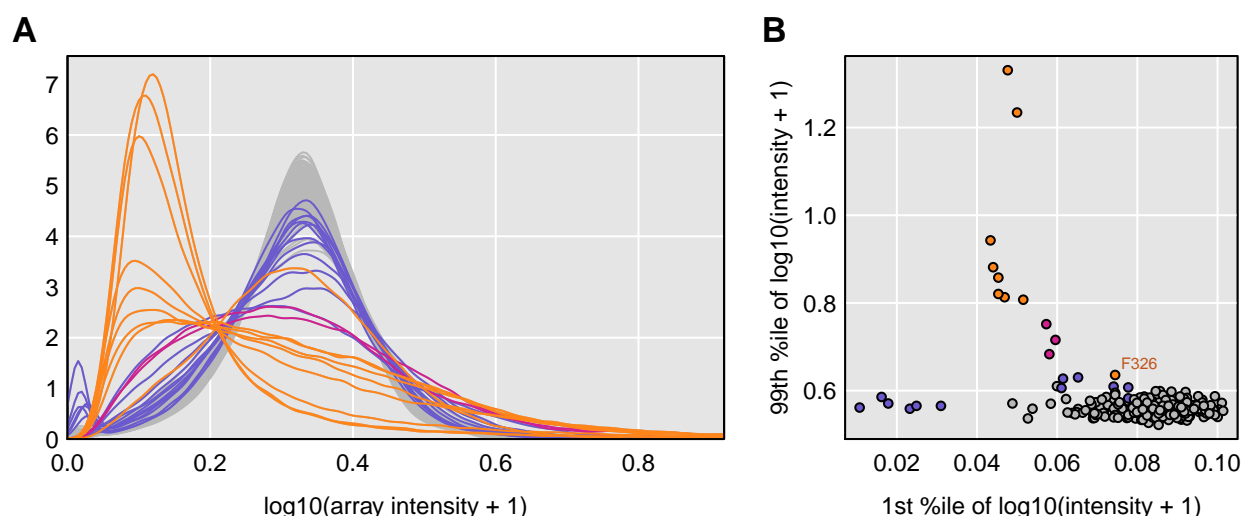 A
7
6
5
4
3
2
1
0
0.0 0.2 0.4 0.6 0.8
log10(array intensity + 1)
B
99th %ile of log10(intensity + 1)
1.2
1.0
0.8
0.6
F326
0.02 0.04 0.06 0.08 0.10
1st %ile of log10(intensity + 1)